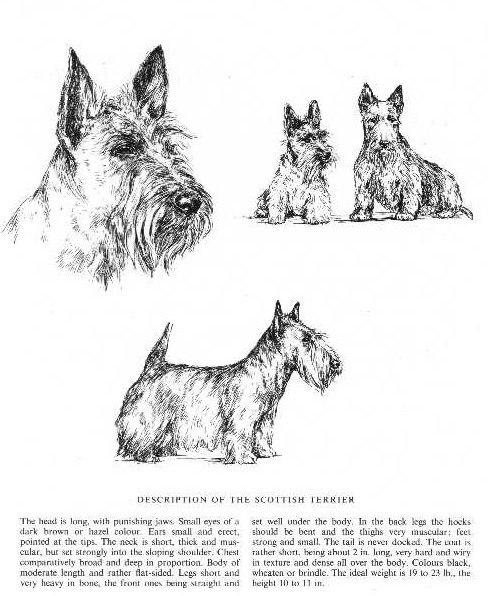 DESCRIPTION OF THE SCOTTISH TERRIER
The head is long, with punishing jaws. Small eyes of a
dark brown or hazel colour. Ears small and erect,
pointed at the tips. The neck is short, thick and mus-
cular, but set strongly into the sloping shoulder. Chest
comparatively broad and deep in proportion. Body of
moderate length and rather flat-sided. Legs short and
very heavy in bone, the front ones being straight and
set well under the body. In the back legs the hocks
should be bent and the thighs very muscular; feet
strong and small. The tail is never docked. The coat is
rather short, being about 2 in. long, very hard and wiry
in texture and dense all over the body. Colours black,
wheaten or brindle. The ideal weight is 19 to 23 lb., the
height 10 to 11 in.